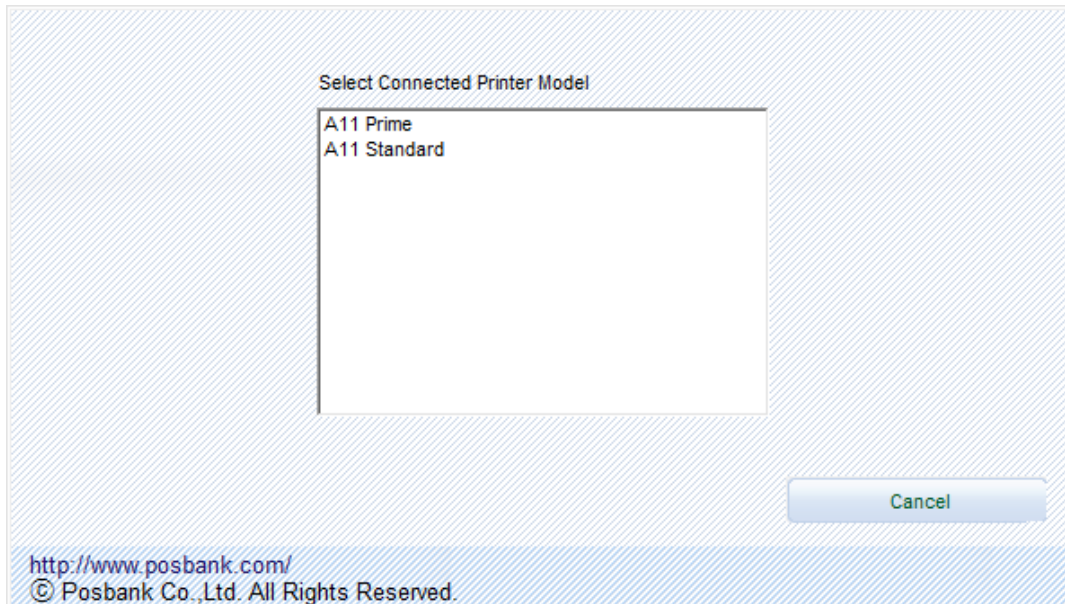 Select Connected Printer Model
A11 Prime
A11 Standard
Cancel
http://www.posbank.com/
ⓒ Posbank Co.,Ltd. All Rights Reserved.